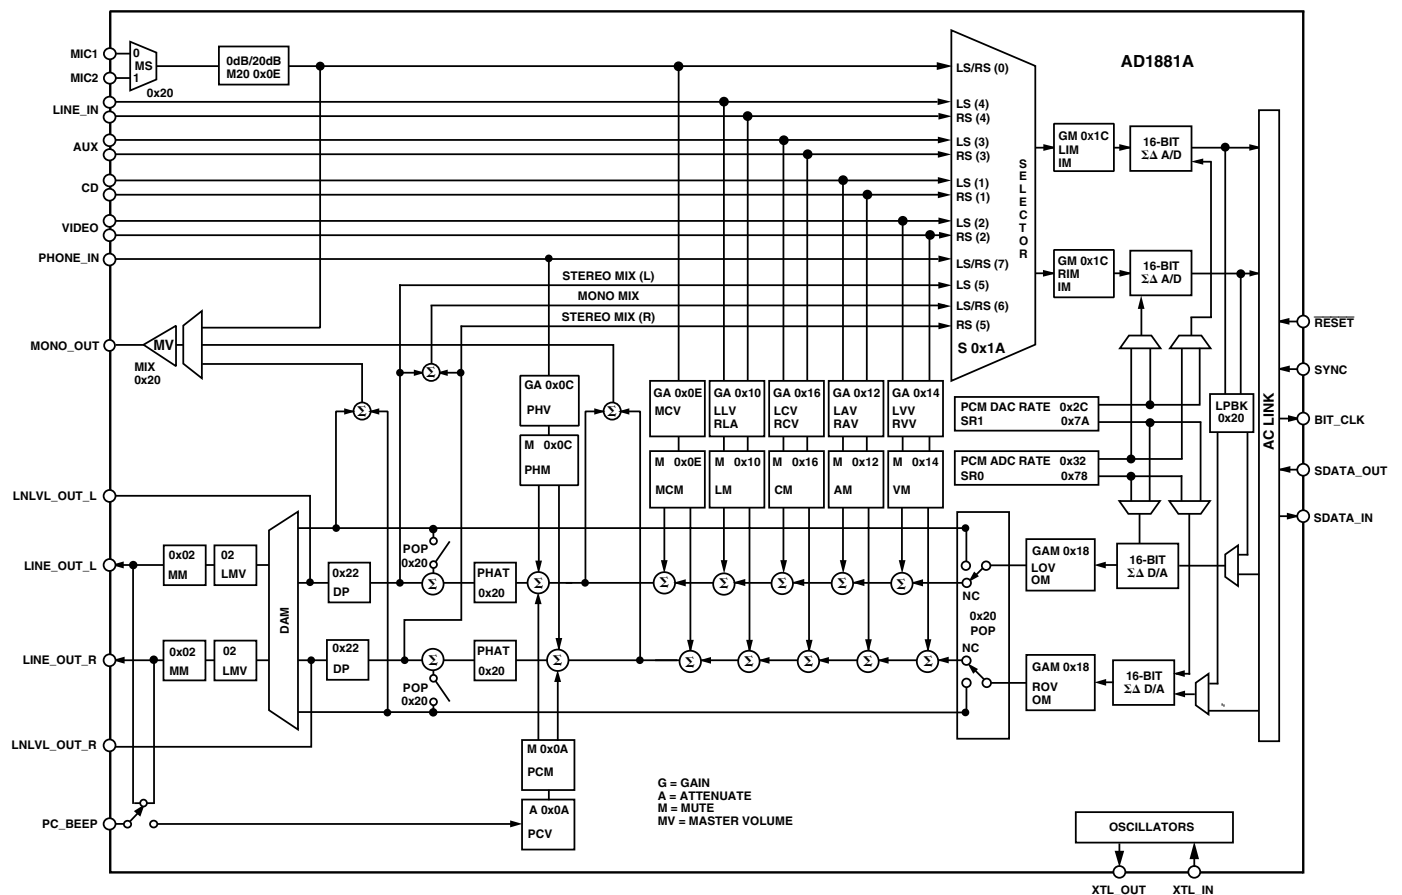 AD1881A
MIC1
MIC2
0
MS
1
0x20
0dB/20dB
M20 0x0E
LINE_IN
AUX
CD
VIDEO
PHONE_IN
LS/RS (0)
LS (4)
RS (4)
LS (3)
RS (3)
LS (1)
RS (1)
LS (2)
RS (2)
LS/RS (7)
LS (5)
LS/RS (6)
RS (5)
SELECTOR
S 0x1A
STEREO MIX (L)
MONO MIX
STEREO MIX (R)
GM 0x1C
LIM
IM
16-BIT
ΣΔ A/D
GM 0x1C
RIM
IM
16-BIT
ΣΔ A/D
MONO_OUT
MV
MIX
0x20
Σ
Σ
Σ
GA 0x0C
PHV
M 0x0C
PHM
GA 0x0E
MCV
GA 0x10
LLV
RLA
GA 0x16
LCV
RCV
GA 0x12
LAV
RAV
GA 0x14
LVV
RVV
M 0x0E
MCM
M 0x10
LM
M 0x16
CM
M 0x12
AM
M 0x14
VM
PCM DAC RATE 0x2C
SR1 0x7A
PCM ADC RATE 0x32
SR0 0x78
LPBK
0x20
AC LINK
RESET
SYNC
BIT_CLK
SDATA_OUT
SDATA_IN
LNLVL_OUT_L
LINE_OUT_L
0x02
MM
02
LMV
DAM
0x22
DP
POP
0x20
Σ
PHAT
0x20
Σ
Σ
Σ
Σ
Σ
Σ
NC
0x20
POP
NC
GAM 0x18
LOV
OM
16-BIT
ΣΔ D/A
LINE_OUT_R
0x02
MM
02
LMV
0x22
DP
Σ
POP
0x20
PHAT
0x20
Σ
Σ
Σ
Σ
Σ
Σ
GAM 0x18
ROV
OM
16-BIT
ΣΔ D/A
LNLVL_OUT_R
PC_BEEP
M 0x0A
PCM
A 0x0A
PCV
G = GAIN
A = ATTENUATE
M = MUTE
MV = MASTER VOLUME
OSCILLATORS
XTL_OUT
XTL_IN